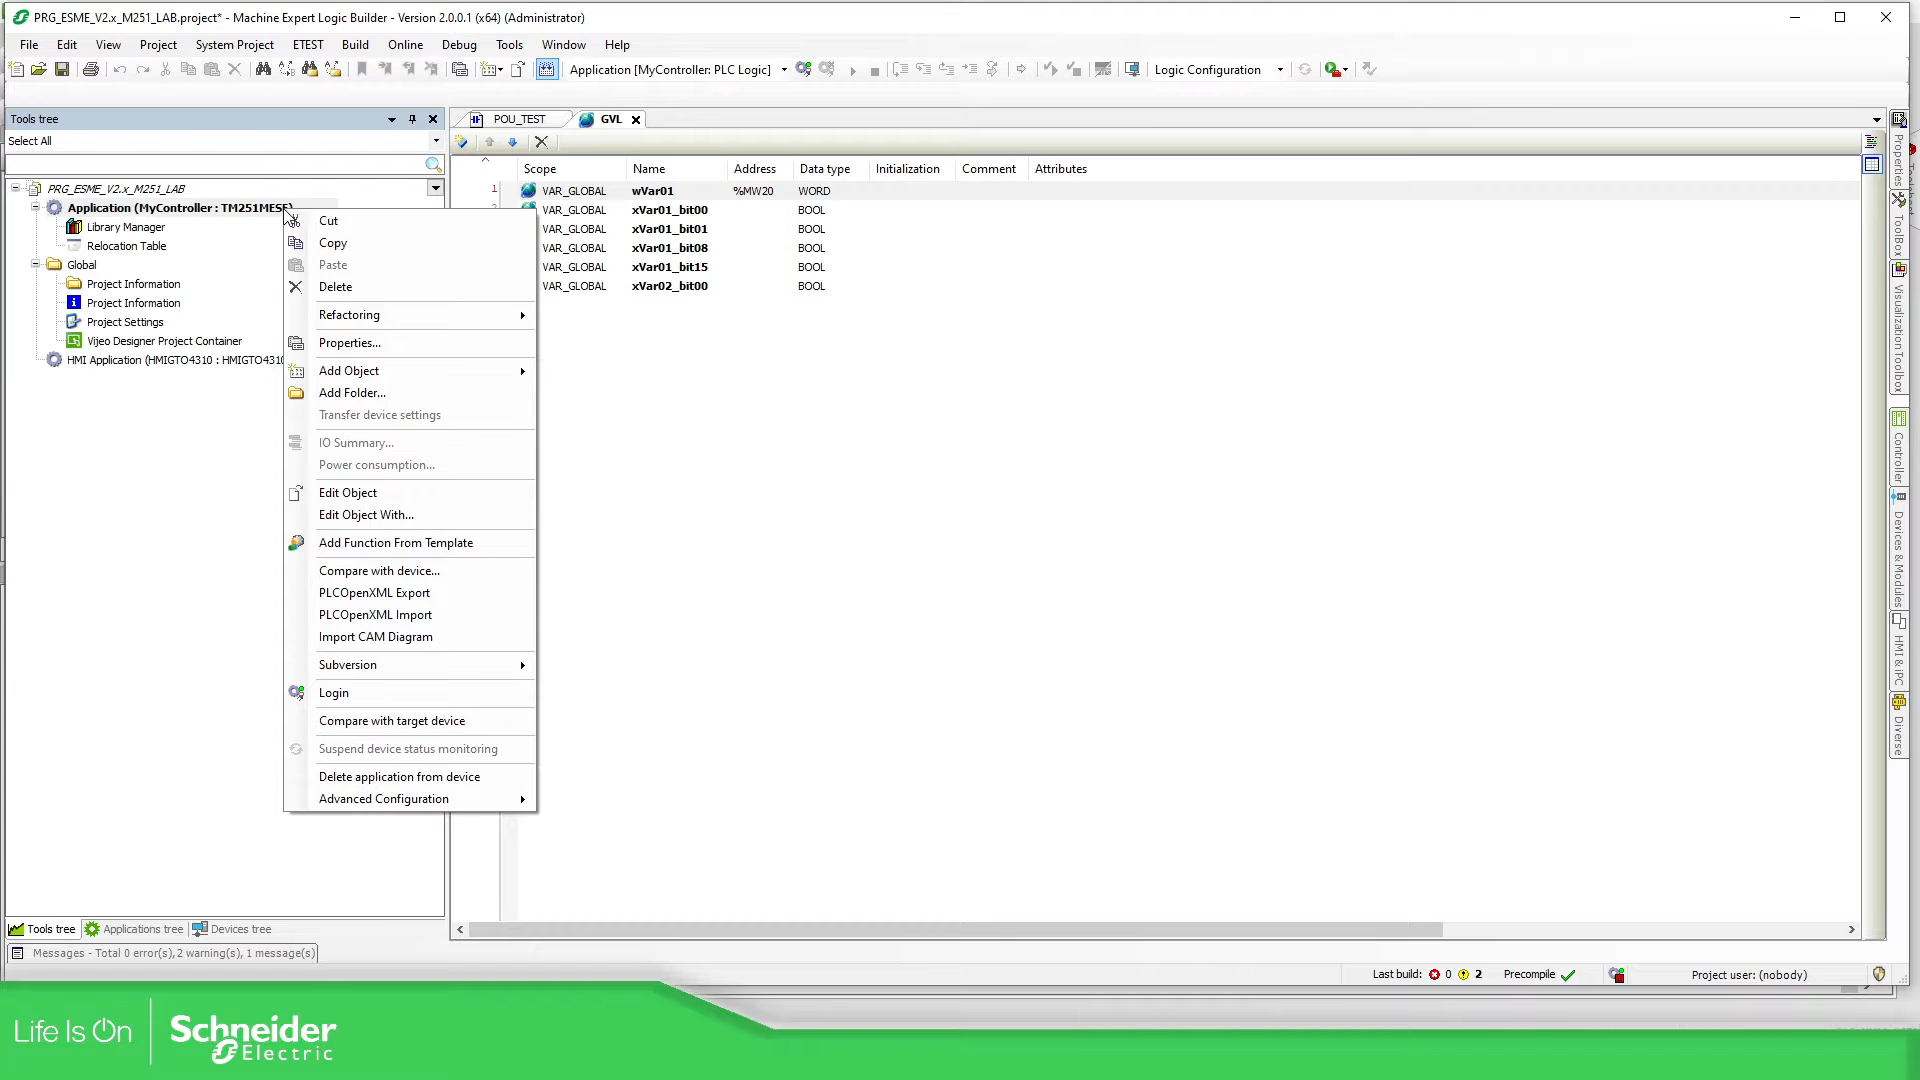 PRG_ESME_V2.x_M251_LAB.project* - Machine Expert Logic Builder - Version 2.0.0.1 (x64) (Administrator)
File Edit View Project System Project ETEST Build Online Debug Tools Window Help
Application [MyController: PLC Logic] Logic Configuration
Tools tree
Select All
PRG_ESME_V2.x_M251_LAB
Application (MyController : TM251MESE)
Library Manager
Relocation Table
Global
Project Information
Project Information
Project Settings
Vijeo Designer Project Container
HMI Application (HMIGTO4310 : HMIGTO4310
Cut
Copy
Paste
Delete
Refactoring
Properties...
Add Object
Add Folder...
Transfer device settings
IO Summary...
Power consumption...
Edit Object
Edit Object With...
Add Function From Template
Compare with device...
PLCOpenXML Export
PLCOpenXML Import
Import CAM Diagram
Subversion
Login
Compare with target device
Suspend device status monitoring
Delete application from device
Advanced Configuration
POU_TEST GVL
Scope Name Address Data type Initialization Comment Attributes
1 VAR_GLOBAL wVar01 %MW20 WORD
VAR_GLOBAL xVar01_bit00 BOOL
VAR_GLOBAL xVar01_bit01 BOOL
VAR_GLOBAL xVar01_bit08 BOOL
VAR_GLOBAL xVar01_bit15 BOOL
VAR_GLOBAL xVar02_bit00 BOOL
Properties
ToolBox
Visualization Toolbox
Controller
Devices & Modules
HMI & iPC
Diverse
Tools tree Applications tree Devices tree
Messages - Total 0 error(s), 2 warning(s), 1 message(s)
Last build: 0 2 Precompile Project user: (nobody)
Life Is On Schneider Electric